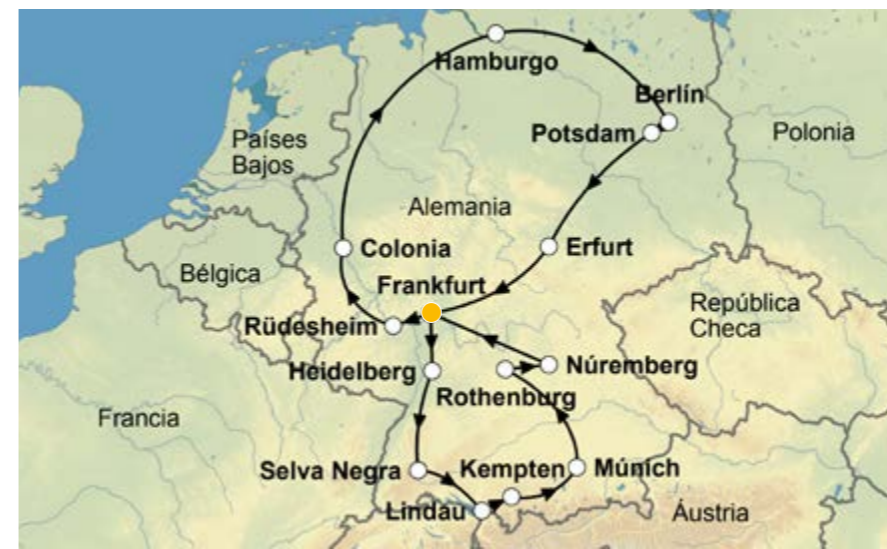 Hamburgo
Berlín
Países
Bajos
Potsdam
Polonia
Alemania
Colonia
Erfurt
Bélgica
Frankfurt
República
Checa
Rüdesheim
Heidelberg
Núremberg
Rothenburg
Francia
Selva Negra
Kempten
Múnich
Lindau
Áustria